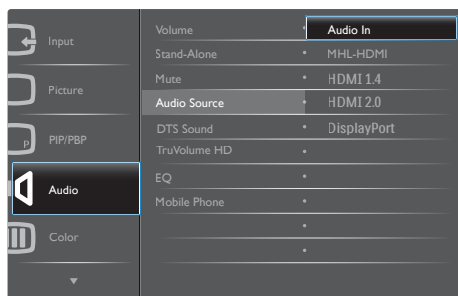 Input
Picture
P
PIP/PBP
Audio
Color
Volume
Stand-Alone
Mute
Audio Source
DTS Sound
TruVolume HD
EQ
Mobile Phone
Audio In
MHL-HDMI
HDMI 1.4
HDMI 2.0
DisplayPort